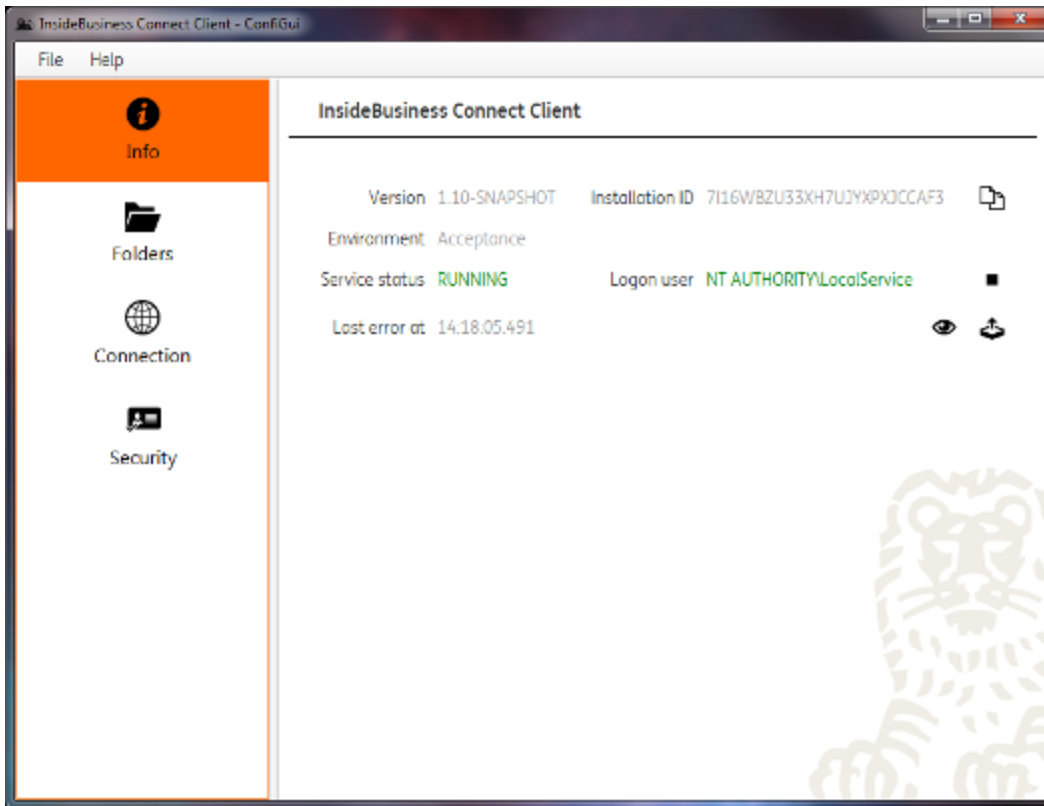 InsideBusiness Connect Client - ConfiGui
File Help
Info
Folders
Connection
Security
InsideBusiness Connect Client
Version 1.10-SNAPSHOT Installation ID 7I16WBZU33XH7UJYXPXJCCAF3
Environment Acceptance
Service status RUNNING Logon user NT AUTHORITY\LocalService
Last error at 14:18:05.491